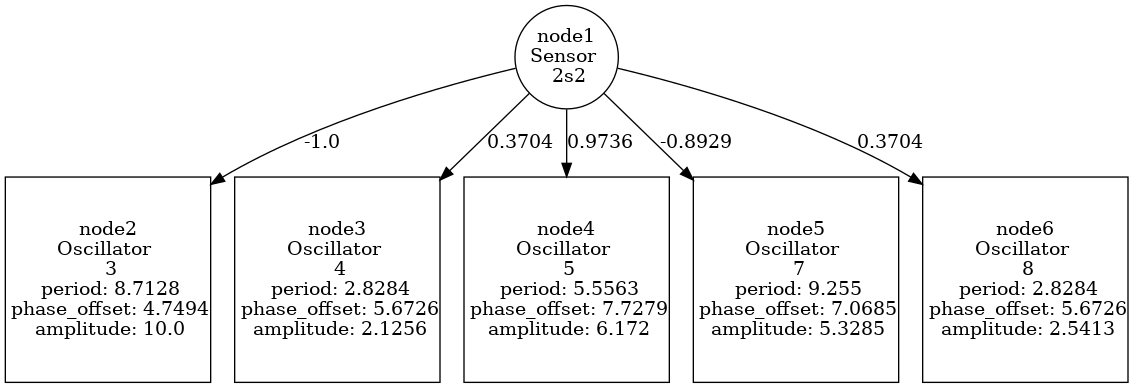 node1
Sensor
2s2
-1.0
0.3704
0.9736
-0.8929
0.3704
node2
Oscillator
3
period: 8.7128
phase_offset: 4.7494
amplitude: 10.0
node3
Oscillator
4
period: 2.8284
phase_offset: 5.6726
amplitude: 2.1256
node4
Oscillator
5
period: 5.5563
phase_offset: 7.7279
amplitude: 6.172
node5
Oscillator
7
period: 9.255
phase_offset: 7.0685
amplitude: 5.3285
node6
Oscillator
8
period: 2.8284
phase_offset: 5.6726
amplitude: 2.5413